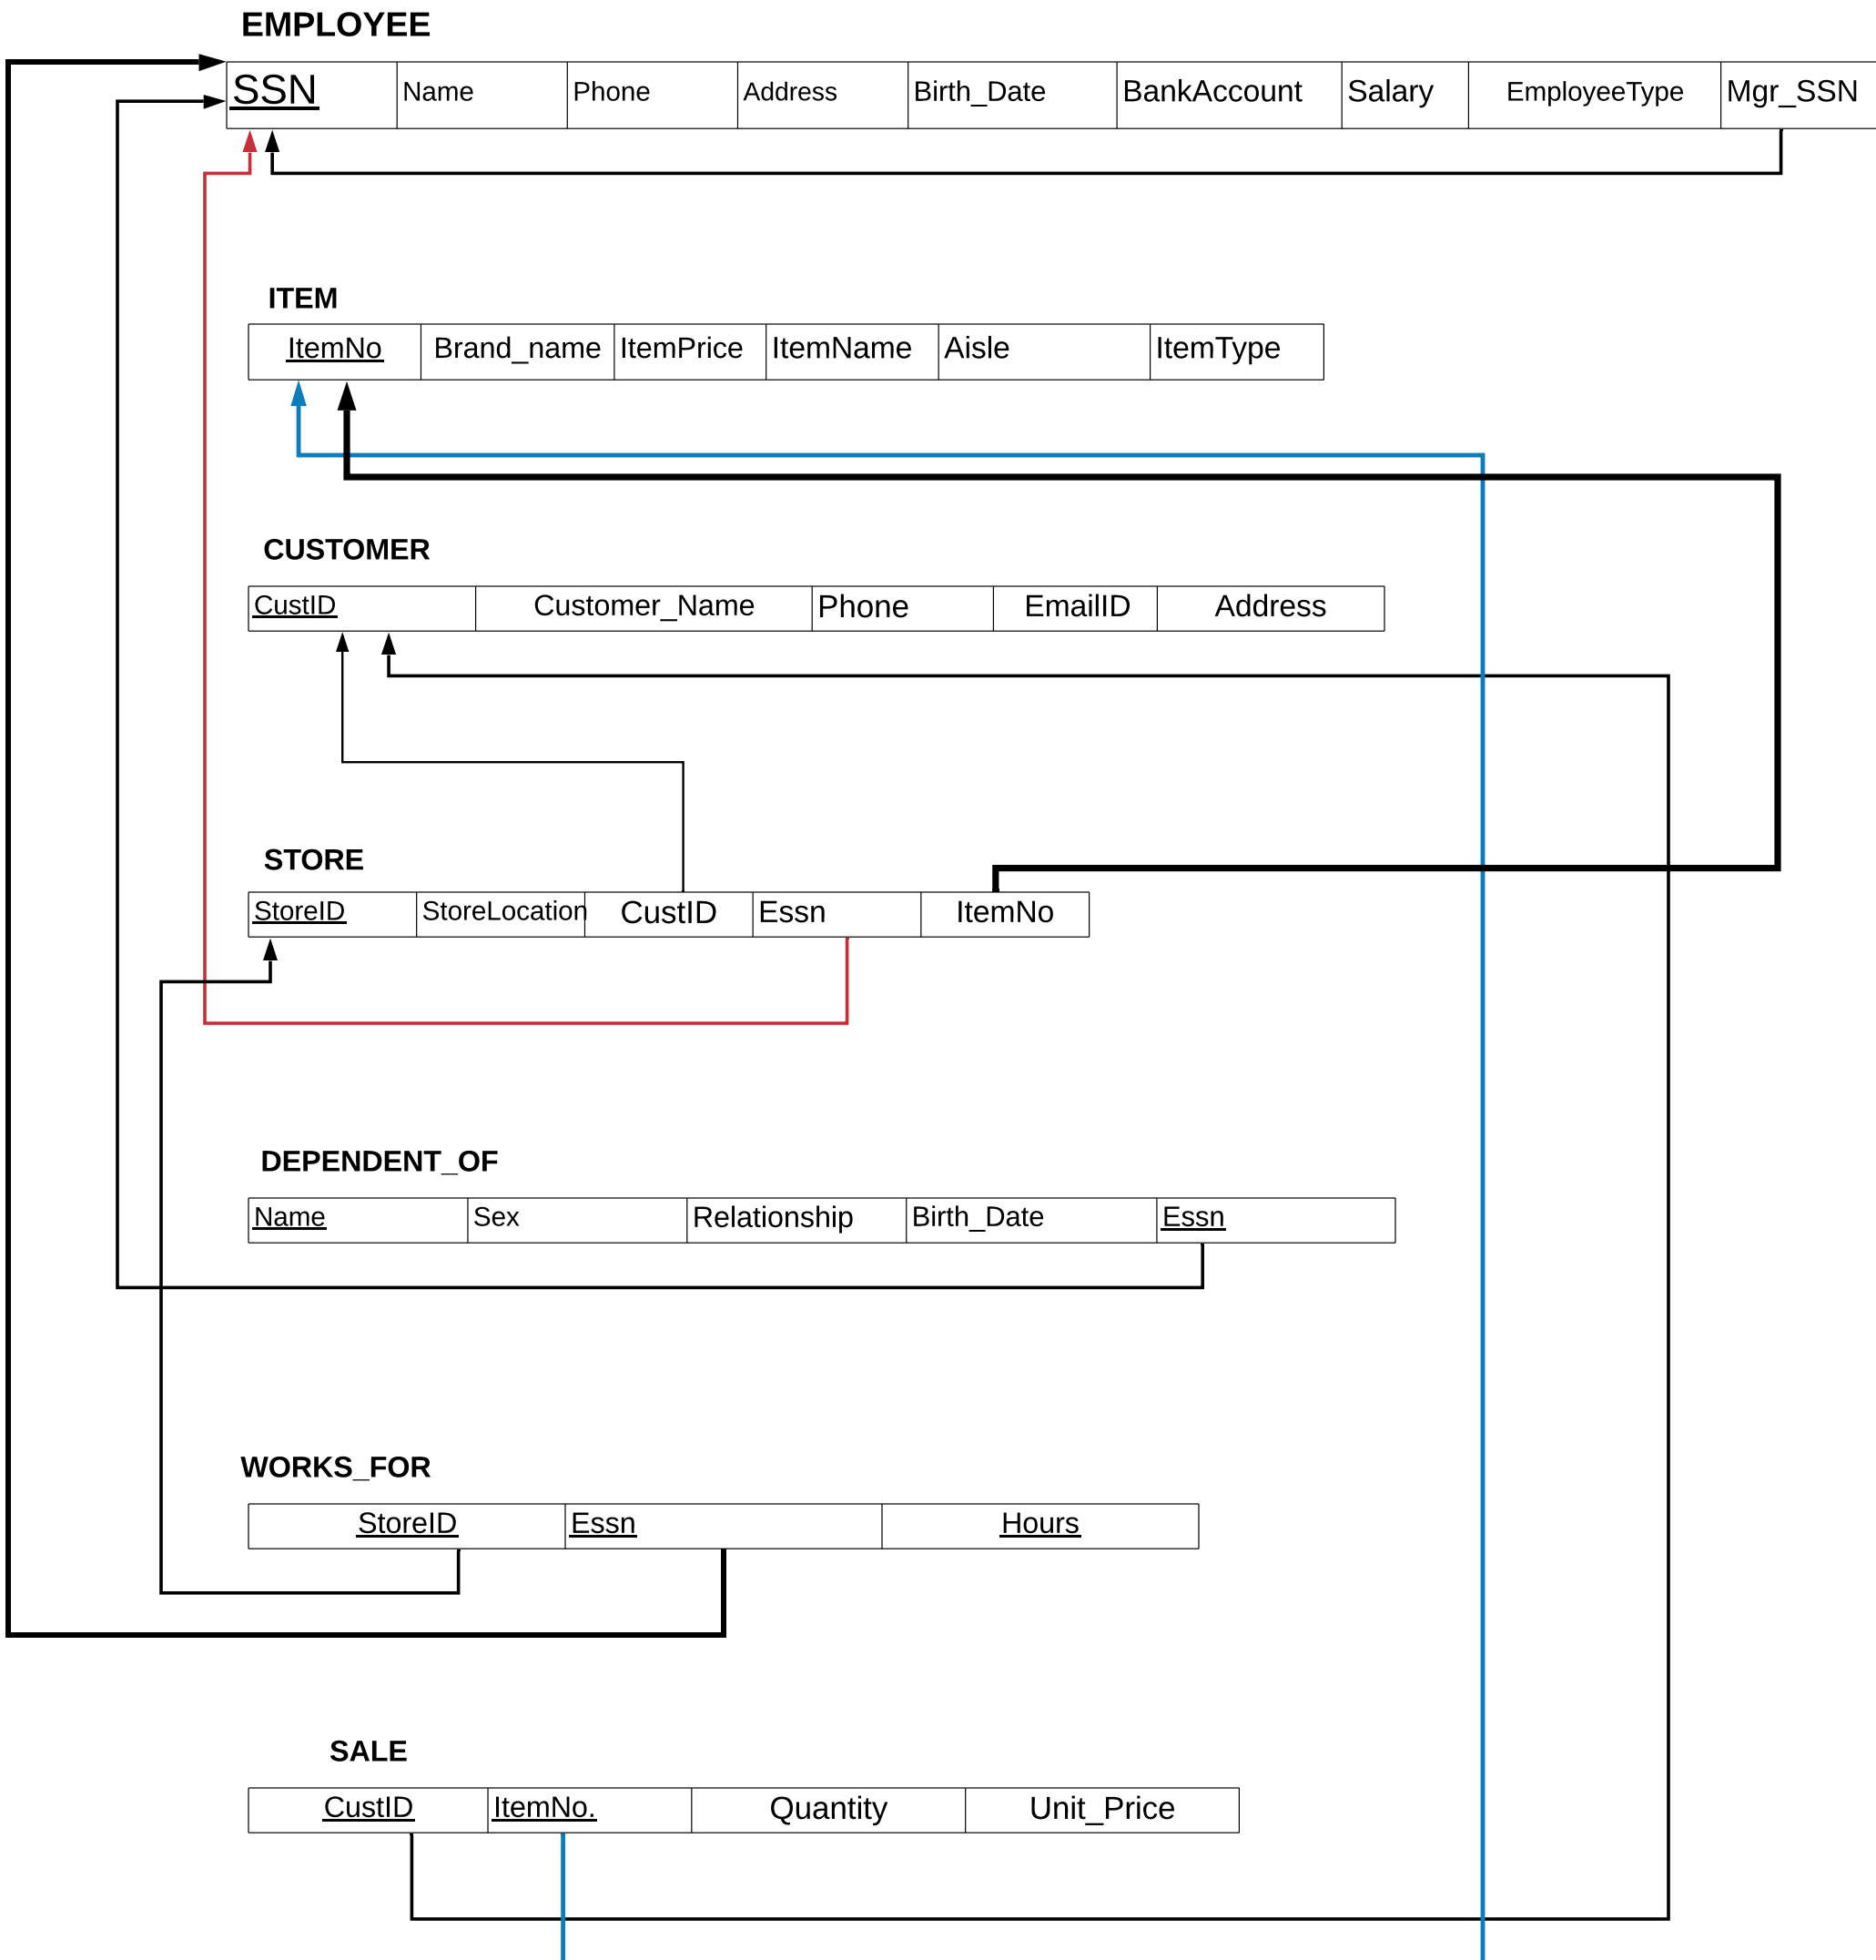 EMPLOYEE
SSN Name Phone Address Birth_Date BankAccount Salary EmployeeType Mgr_SSN
ITEM
ItemNo Brand_name ItemPrice ItemName Aisle ItemType
CUSTOMER
CustID Customer_Name Phone EmailID Address
STORE
StoreID StoreLocation CustID Essn ItemNo
DEPENDENT_OF
Name Sex Relationship Birth_Date Essn
WORKS_FOR
StoreID Essn Hours
SALE
CustID ItemNo. Quantity Unit_Price